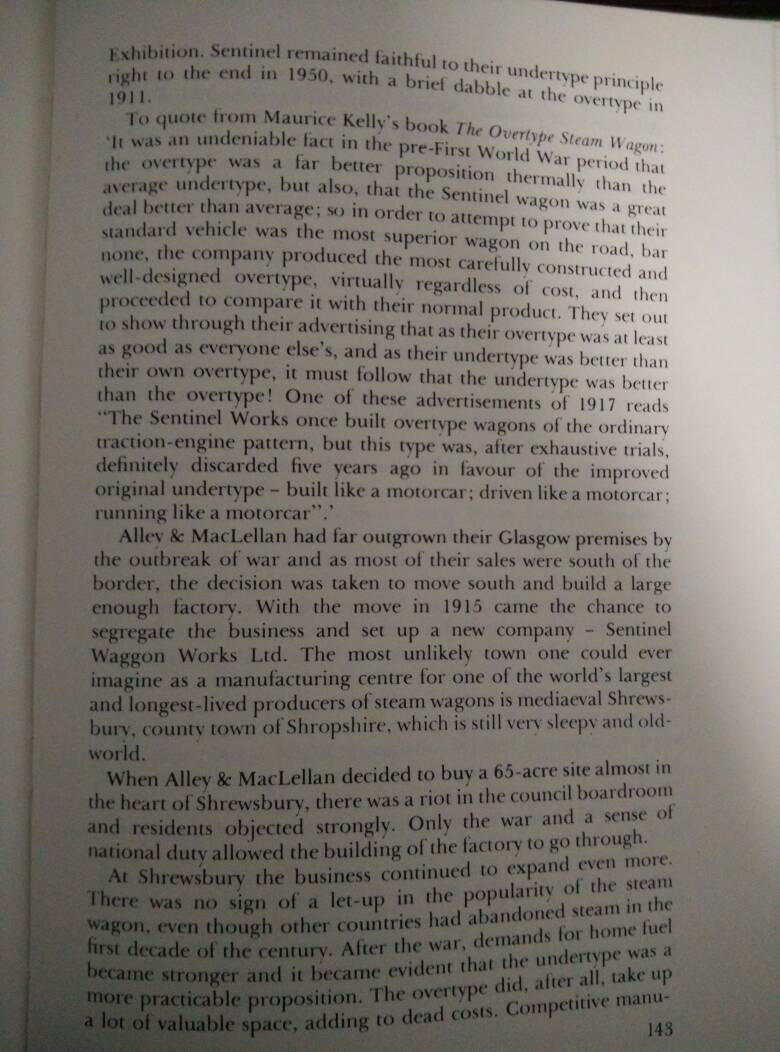 Exhibition. Sentinel remained faithful to their undertype principle
right to the end in 1950, with a brief dabble at the overtype in
1911.
To quote from Maurice Kelly's book The Overtype Steam Wagon:
'It was an undeniable fact in the pre-First World War period that
the overtype was a far better proposition thermally than the
average undertype, but also, that the Sentinel wagon was a great
deal better than average; so in order to attempt to prove that their
standard vehicle was the most superior wagon on the road, bar
none, the company produced the most carefully constructed and
well-designed overtype, virtually regardless of cost, and then
proceeded to compare it with their normal product. They set out
to show through their advertising that as their overtype was at least
as good as everyone else's, and as their undertype was better than
their own overtype, it must follow that the undertype was better
than the overtype! One of these advertisements of 1917 reads
"The Sentinel Works once built overtype wagons of the ordinary
traction-engine pattern, but this type was, after exhaustive trials,
definitely discarded five years ago in favour of the improved
original undertype – built like a motorcar; driven like a motorcar;
running like a motorcar".'
Alley & MacLellan had far outgrown their Glasgow premises by
the outbreak of war and as most of their sales were south of the
border, the decision was taken to move south and build a large
enough factory. With the move in 1915 came the chance to
segregate the business and set up a new company – Sentinel
Waggon Works Ltd. The most unlikely town one could ever
imagine as a manufacturing centre for one of the world's largest
and longest-lived producers of steam wagons is mediaeval Shrews-
bury, county town of Shropshire, which is still very sleepy and old-
world.
When Alley & MacLellan decided to buy a 65-acre site almost in
the heart of Shrewsbury, there was a riot in the council boardroom
and residents objected strongly. Only the war and a sense of
national duty allowed the building of the factory to go through.
At Shrewsbury the business continued to expand even more.
There was no sign of a let-up in the popularity of the steam
wagon, even though other countries had abandoned steam in the
first decade of the century. After the war, demands for home fuel
became stronger and it became evident that the undertype was a
more practicable proposition. The overtype did, after all, take up
a lot of valuable space, adding to dead costs. Competitive manu-
143